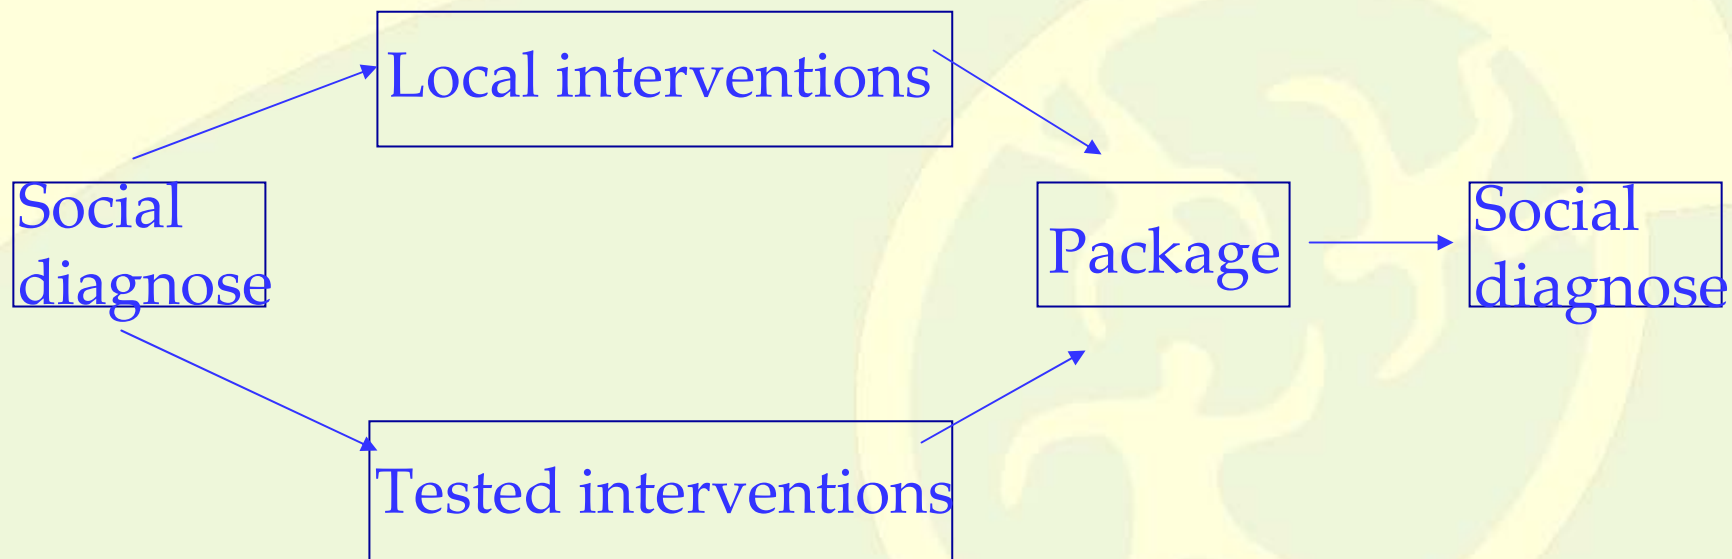 Local interventions
Social
diagnose
Package
Social
diagnose
Tested interventions